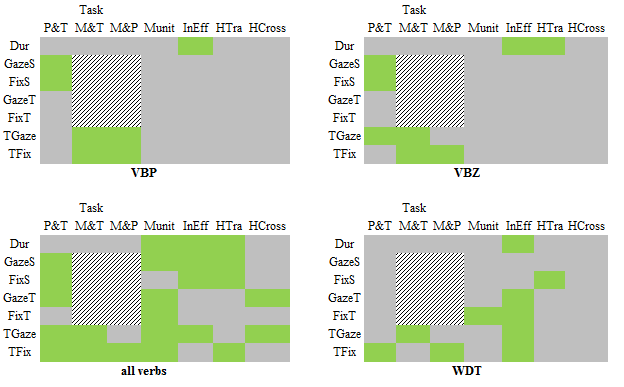 Task
P&T M&T M&P Munit InEff HTra HCross
Dur
GazeS
FixS
GazeT
FixT
TGaze
TFix
VBP
Task
P&T M&T M&P Munit InEff HTra HCross
Dur
GazeS
FixS
GazeT
FixT
TGaze
TFix
VBZ
Task
P&T M&T M&P Munit InEff HTra HCross
Dur
GazeS
FixS
GazeT
FixT
TGaze
TFix
all verbs
Task
P&T M&T M&P Munit InEff HTra HCross
Dur
GazeS
FixS
GazeT
FixT
TGaze
TFix
WDT